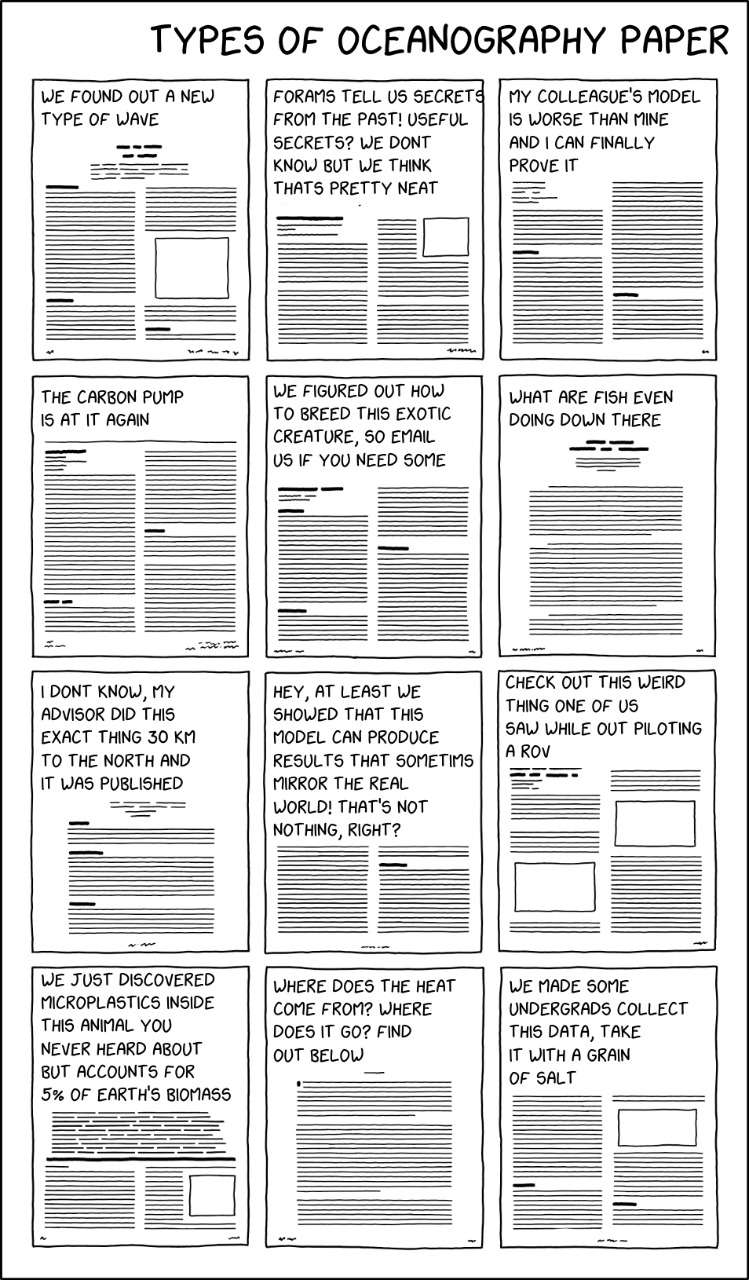 TYPES OF OCEANOGRAPHY PAPER
WE FOUND OUT A NEW
TYPE OF WAVE
FORAMS TELL US SECRETS
FROM THE PAST! USEFUL
SECRETS? WE DONT
KNOW BUT WE THINK
THATS PRETTY NEAT
MY COLLEAGUE'S MODEL
IS WORSE THAN MINE
AND I CAN FINALLY
PROVE IT
THE CARBON PUMP
IS AT IT AGAIN
WE FIGURED OUT HOW
TO BREED THIS EXOTIC
CREATURE, SO EMAIL
US IF YOU NEED SOME
WHAT ARE FISH EVEN
DOING DOWN THERE
I DONT KNOW, MY
ADVISOR DID THIS
EXACT THING 30 KM
TO THE NORTH AND
IT WAS PUBLISHED
HEY, AT LEAST WE
SHOWED THAT THIS
MODEL CAN PRODUCE
RESULTS THAT SOMETIMS
MIRROR THE REAL
WORLD! THAT'S NOT
NOTHING, RIGHT?
CHECK OUT THIS WEIRD
THING ONE OF US
SAW WHILE OUT PILOTING
A ROV
WE JUST DISCOVERED
MICROPLASTICS INSIDE
THIS ANIMAL YOU
NEVER HEARD ABOUT
BUT ACCOUNTS FOR
5% OF EARTH'S BIOMASS
WHERE DOES THE HEAT
COME FROM? WHERE
DOES IT GO? FIND
OUT BELOW
WE MADE SOME
UNDERGRADS COLLECT
THIS DATA, TAKE
IT WITH A GRAIN
OF SALT